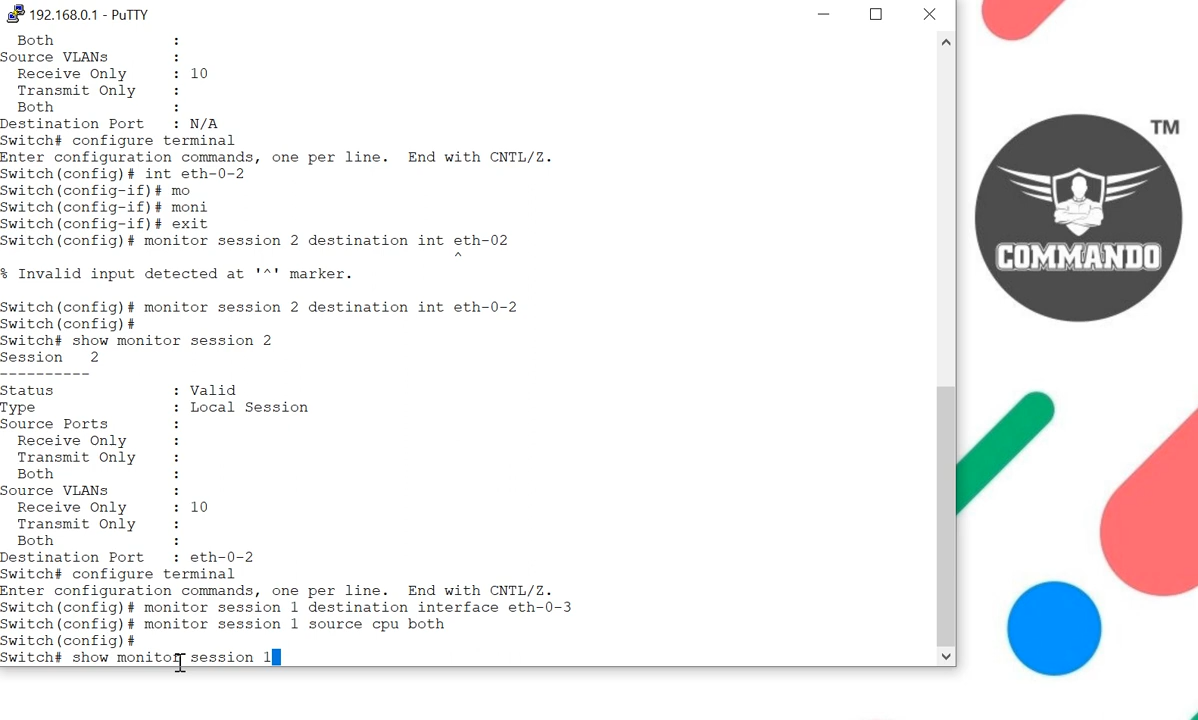 192.168.0.1 - PuTTY
Both :
Source VLANs :
Receive Only : 10
Transmit Only :
Both :
Destination Port : N/A
Switch# configure terminal
Enter configuration commands, one per line. End with CNTL/Z.
Switch(config)# int eth-0-2
Switch(config-if)# mo
Switch(config-if)# moni
Switch(config-if)# exit
Switch(config)# monitor session 2 destination int eth-02
^
% Invalid input detected at '^' marker.
Switch(config)# monitor session 2 destination int eth-0-2
Switch(config)#
Switch# show monitor session 2
Session 2
----------
Status : Valid
Type : Local Session
Source Ports :
Receive Only :
Transmit Only :
Both :
Source VLANs :
Receive Only : 10
Transmit Only :
Both :
Destination Port : eth-0-2
Switch# configure terminal
Enter configuration commands, one per line. End with CNTL/Z.
Switch(config)# monitor session 1 destination interface eth-0-3
Switch(config)# monitor session 1 source cpu both
Switch(config)#
Switch# show monitor session 1
TM
COMMANDO